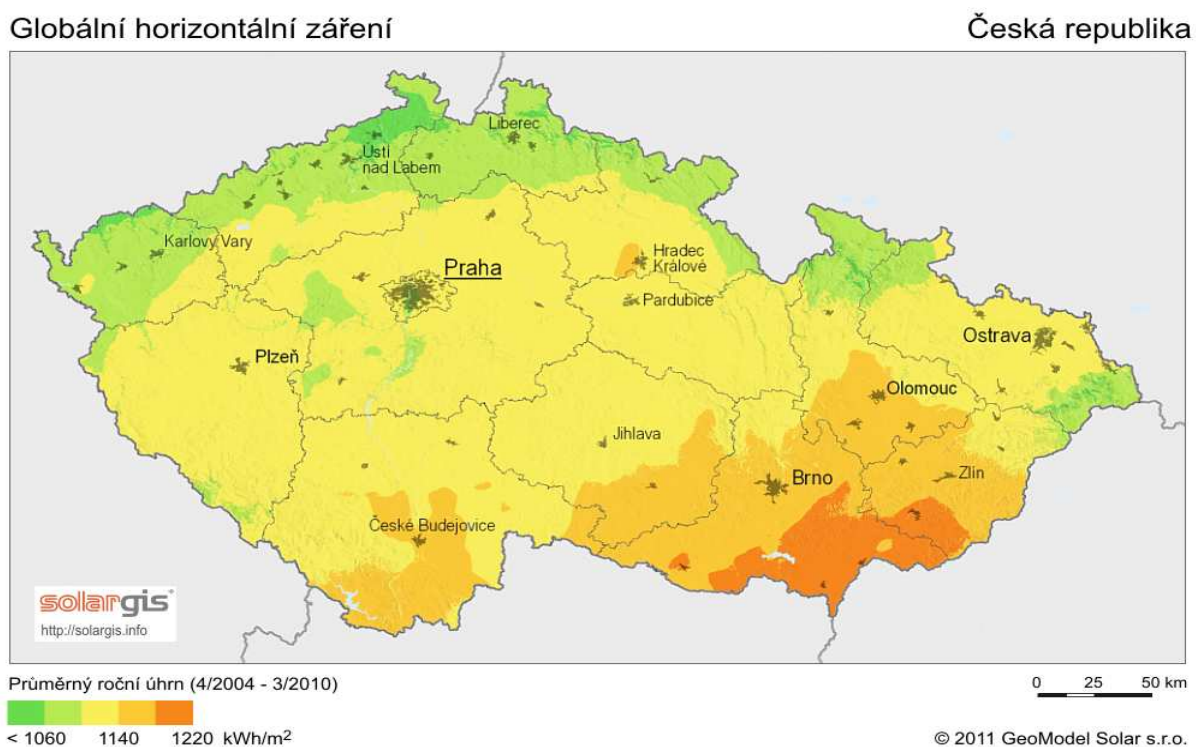 Globální horizontální záření
Česká republika
Liberec
Ústí
nad Labem
Karlovy Vary
Hradec
Králové
Praha
Pardubice
Ostrava
Plzeň
Olomouc
Jihlava
Brno
Zlín
České Budejovice
solargis
http://solargis.info
Průměrný roční úhrn (4/2004 - 3/2010)
0 25 50 km
< 1060 1140 1220 kWh/m²
© 2011 GeoModel Solar s.r.o.